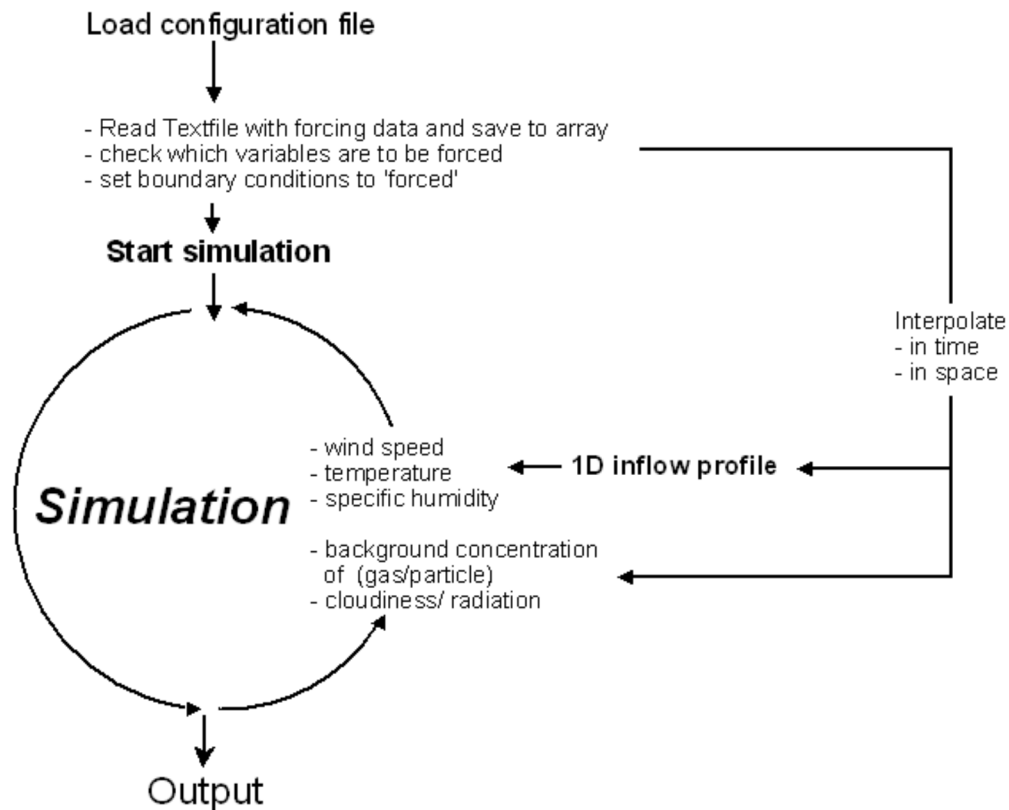 Load configuration file
- Read Textfile with forcing data and save to array
- check which variables are to be forced
- set boundary conditions to 'forced'
Start simulation
Interpolate
- in time
- in space
- wind speed
- temperature
- specific humidity
1D inflow profile
Simulation
- background concentration
of (gas/particle)
- cloudiness/ radiation
Output